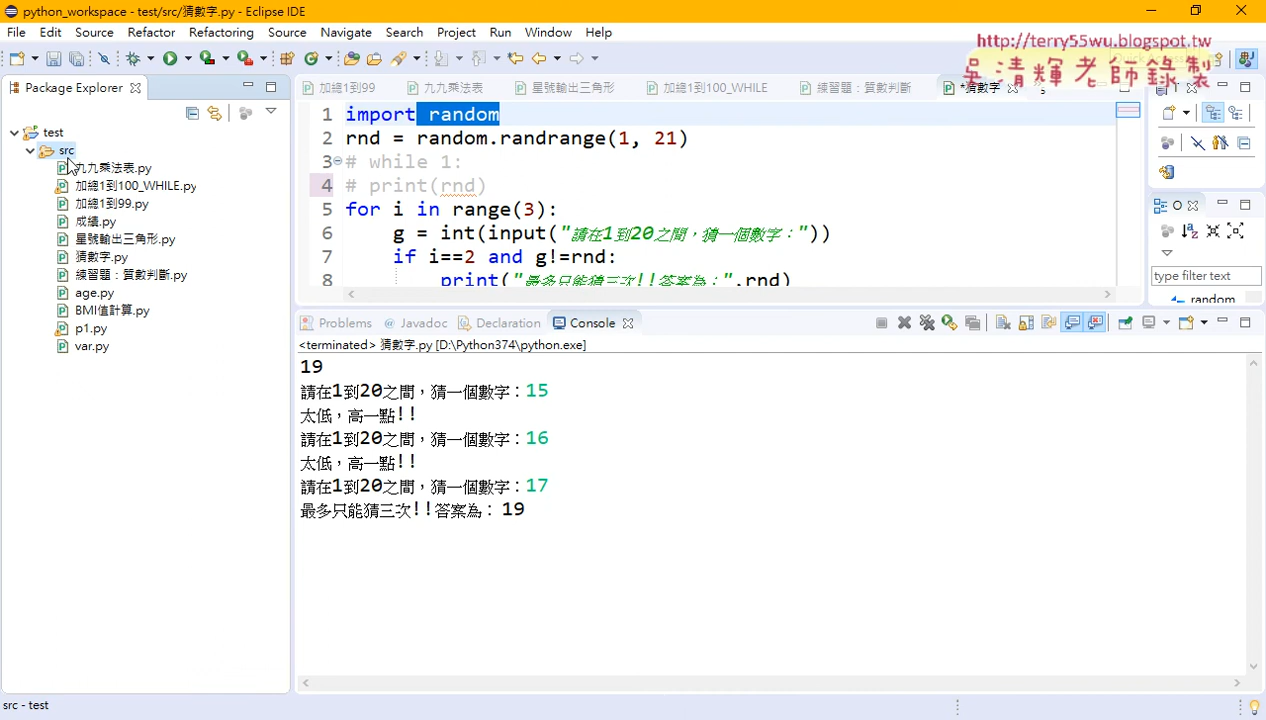 python_workspace - test/src/猜數字.py - Eclipse IDE
File Edit Source Refactor Refactoring Source Navigate Search Project Run Window Help
http://terry55wu.blogspot.tw
吳清輝老師錄製
Package Explorer
加總1到99 九九乘法表 星號輸出三角形 加總1到100_WHILE 練習題：質數判斷 *猜數字
test
src
九九乘法表.py
加總1到100_WHILE.py
加總1到99.py
成績.py
星號輸出三角形.py
猜數字.py
練習題：質數判斷.py
age.py
BMI值計算.py
p1.py
var.py
1 import random
2 rnd = random.randrange(1, 21)
3 # while 1:
4 # print(rnd)
5 for i in range(3):
6 g = int(input("請在1到20之間，猜一個數字："))
7 if i==2 and g!=rnd:
8 print("最多只能猜三次!!答案為：",rnd)
O
type filter text
random
Problems Javadoc Declaration Console
<terminated> 猜數字.py [D:\Python374\python.exe]
19
請在1到20之間，猜一個數字：15
太低，高一點!!
請在1到20之間，猜一個數字：16
太低，高一點!!
請在1到20之間，猜一個數字：17
最多只能猜三次!!答案為： 19
src - test